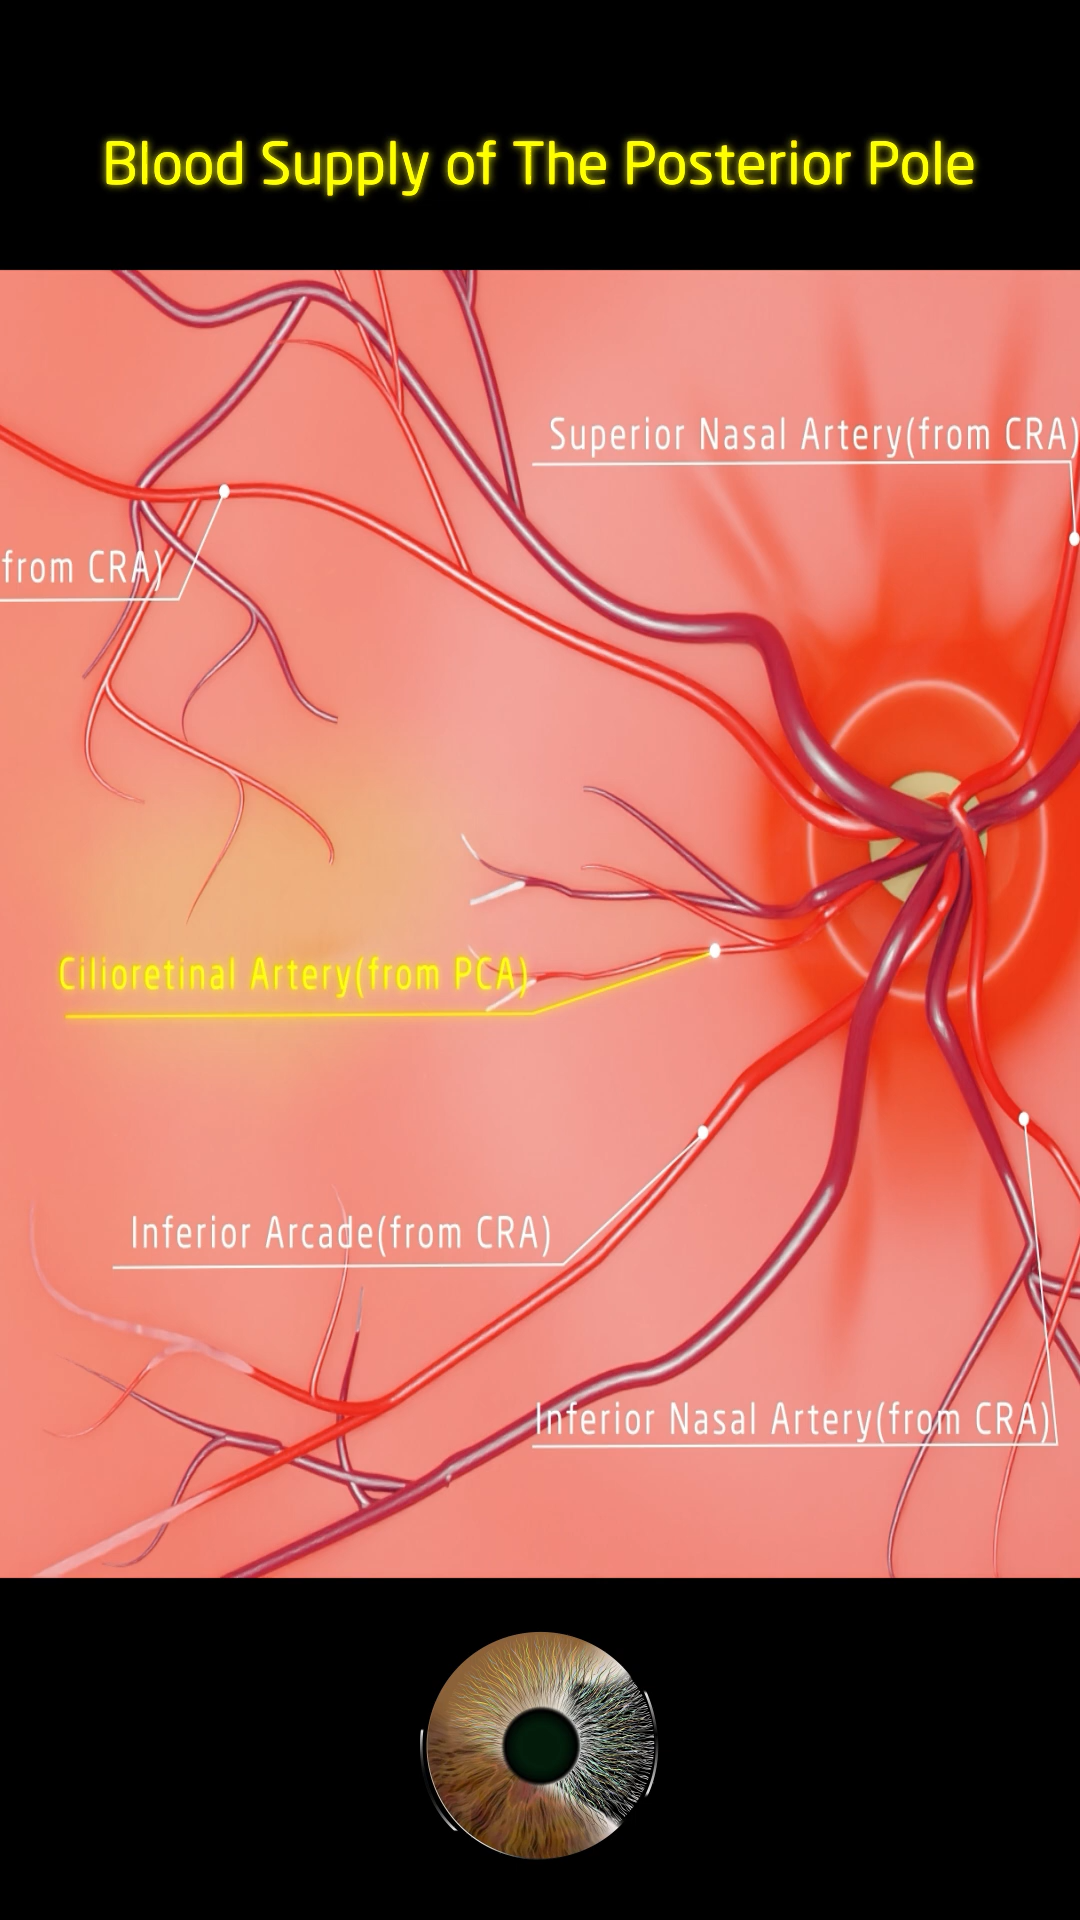 Blood Supply of The Posterior Pole
Superior Nasal Artery(from CRA)
from CRA)
Cilioretinal Artery(from PCA)
Inferior Arcade(from CRA)
Inferior Nasal Artery(from CRA)